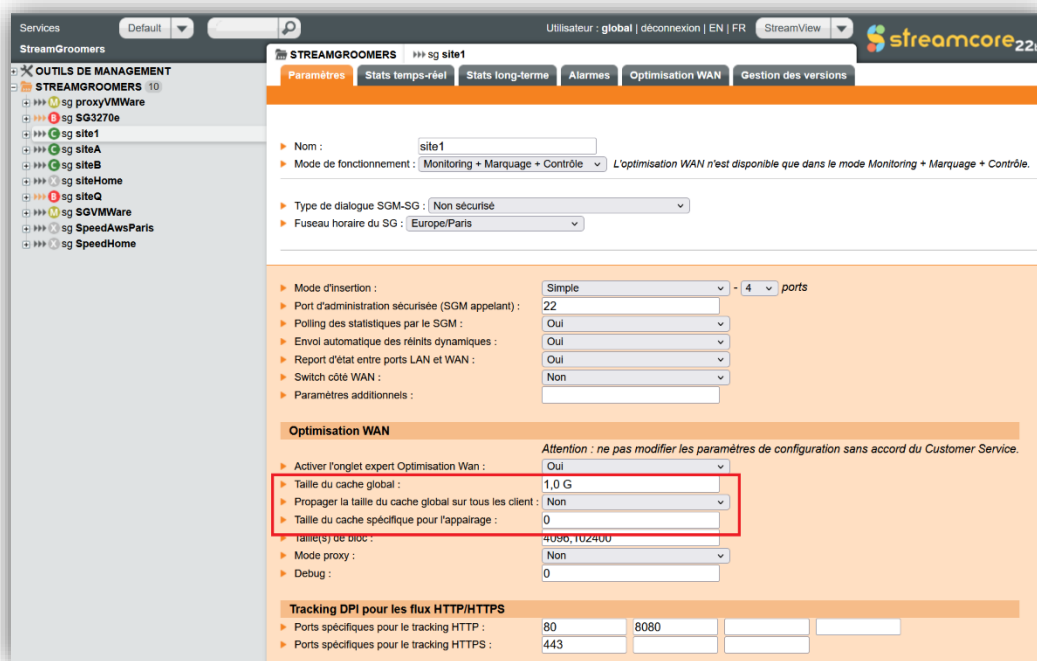 Services Default Utilisateur : global | déconnexion | EN | FR StreamView streamcore
StreamGroomers
STREAMGROOMERS sg site1
OUTILS DE MANAGEMENT
STREAMGROOMERS 10
M sg proxyVMWare
B sg SG3270e
C sg site1
C sg siteA
C sg siteB
X sg siteHome
B sg siteQ
M sg SGVMWare
X sg SpeedAwsParis
X sg SpeedHome
Paramètres Stats temps-réel Stats long-terme Alarmes Optimisation WAN Gestion des versions
Nom : site1
Mode de fonctionnement : Monitoring + Marquage + Contrôle L'optimisation WAN n'est disponible que dans le mode Monitoring + Marquage + Contrôle.
Type de dialogue SGM-SG : Non sécurisé
Fuseau horaire du SG : Europe/Paris
Mode d'insertion : Simple - 4 ports
Port d'administration sécurisée (SGM appelant) : 22
Polling des statistiques par le SGM : Oui
Envoi automatique des réinits dynamiques : Oui
Report d'état entre ports LAN et WAN : Oui
Switch côté WAN : Non
Paramètres additionnels :
Optimisation WAN
Attention : ne pas modifier les paramètres de configuration sans accord du Customer Service.
Activer l'onglet expert Optimisation Wan : Oui
Taille du cache global : 1,0 G
Propager la taille du cache global sur tous les client : Non
Taille du cache spécifique pour l'appairage : 0
Taille(s) de bloc : 4096,102400
Mode proxy : Non
Debug : 0
Tracking DPI pour les flux HTTP/HTTPS
Ports spécifiques pour le tracking HTTP : 80 8080
Ports spécifiques pour le tracking HTTPS : 443